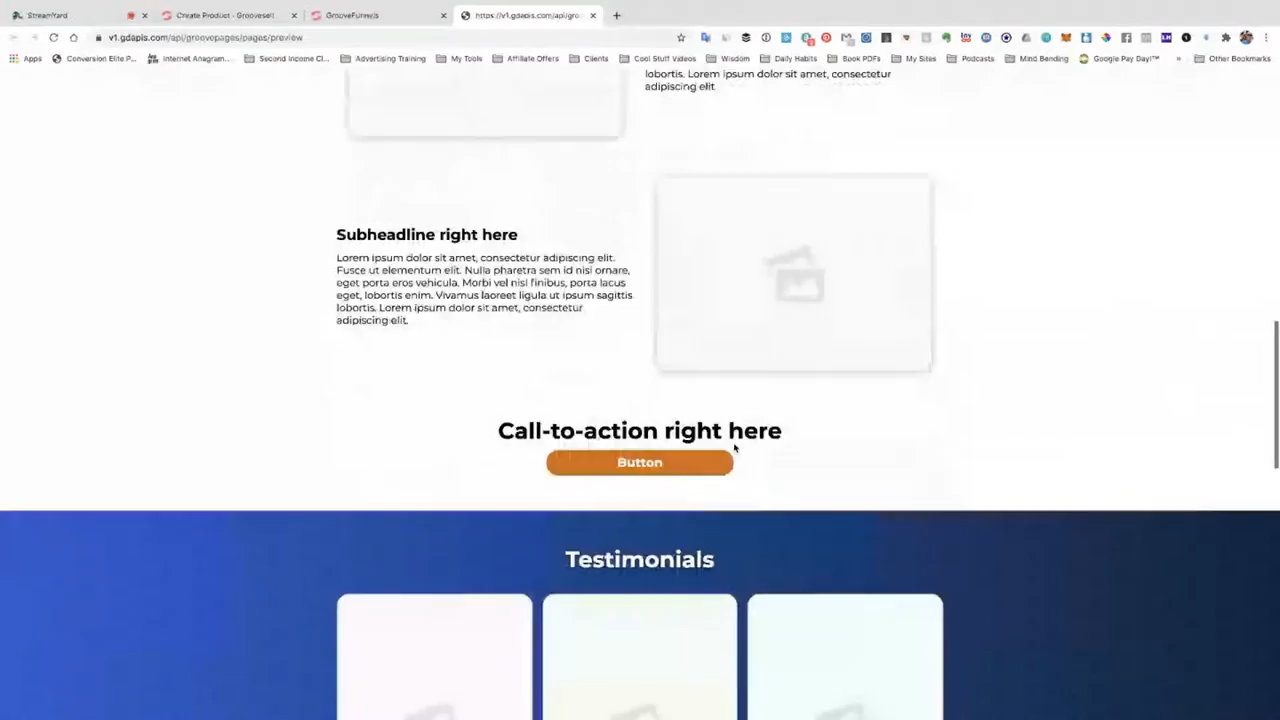 StreamYard
Create Product - Groovesell
GrooveFunnels
https://v1.gdapis.com/api/gro
v1.gdapis.com/api/groovepages/pages/preview
Apps
Conversion Elite P...
Internet Anagram...
Second Income Cl...
Advertising Training
My Tools
Affiliate Offers
Clients
Cool Stuff Videos
Wisdom
Daily Habits
Book PDFs
My Sites
Podcasts
Mind Bending
Google Pay Day!™
Other Bookmarks
lobortis. Lorem ipsum dolor sit amet, consectetur
adipiscing elit
Subheadline right here
Lorem ipsum dolor sit amet, consectetur adipiscing elit.
Fusce ut elementum elit. Nulla pharetra sem id nisi ornare,
eget porta eros vehicula. Morbi vel nisl finibus, porta lacus
eget, lobortis enim. Vivamus laoreet ligula ut ipsum sagittis
lobortis. Lorem ipsum dolor sit amet, consectetur
adipiscing elit.
Call-to-action right here
Button
Testimonials